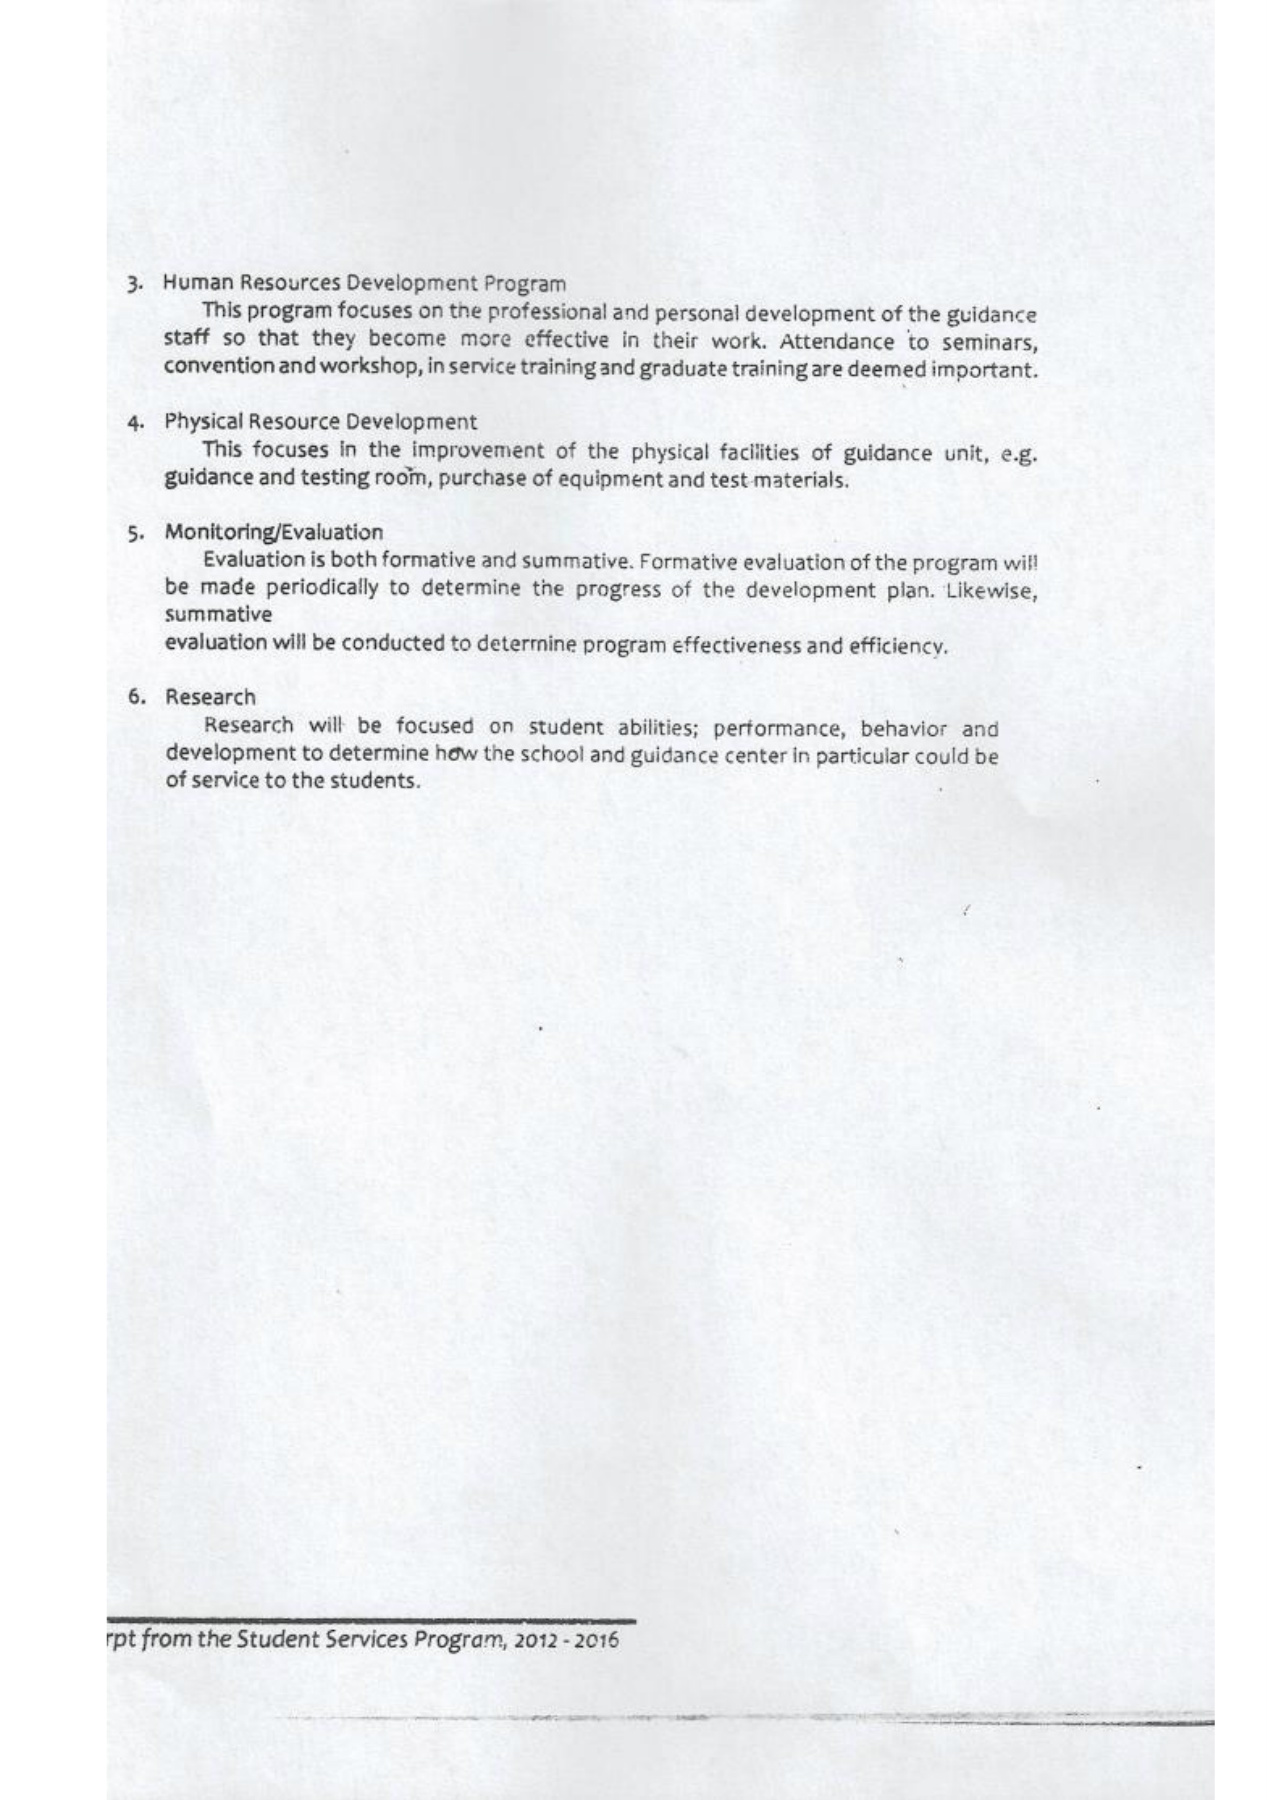 3. Human Resources Development Program
This program focuses on the professional and personal development of the guidance
staff so that they become more effective in their work. Attendance to seminars,
convention and workshop, in service training and graduate training are deemed important.
4. Physical Resource Development
This focuses in the improvement of the physical facilities of guidance unit, e.g.
guidance and testing room, purchase of equipment and test materials.
5. Monitoring/Evaluation
Evaluation is both formative and summative. Formative evaluation of the program will
be made periodically to determine the progress of the development plan. Likewise,
summative
evaluation will be conducted to determine program effectiveness and efficiency.
6. Research
Research will be focused on student abilities; performance, behavior and
development to determine how the school and guidance center in particular could be
of service to the students.
rpt from the Student Services Program, 2012 - 2016